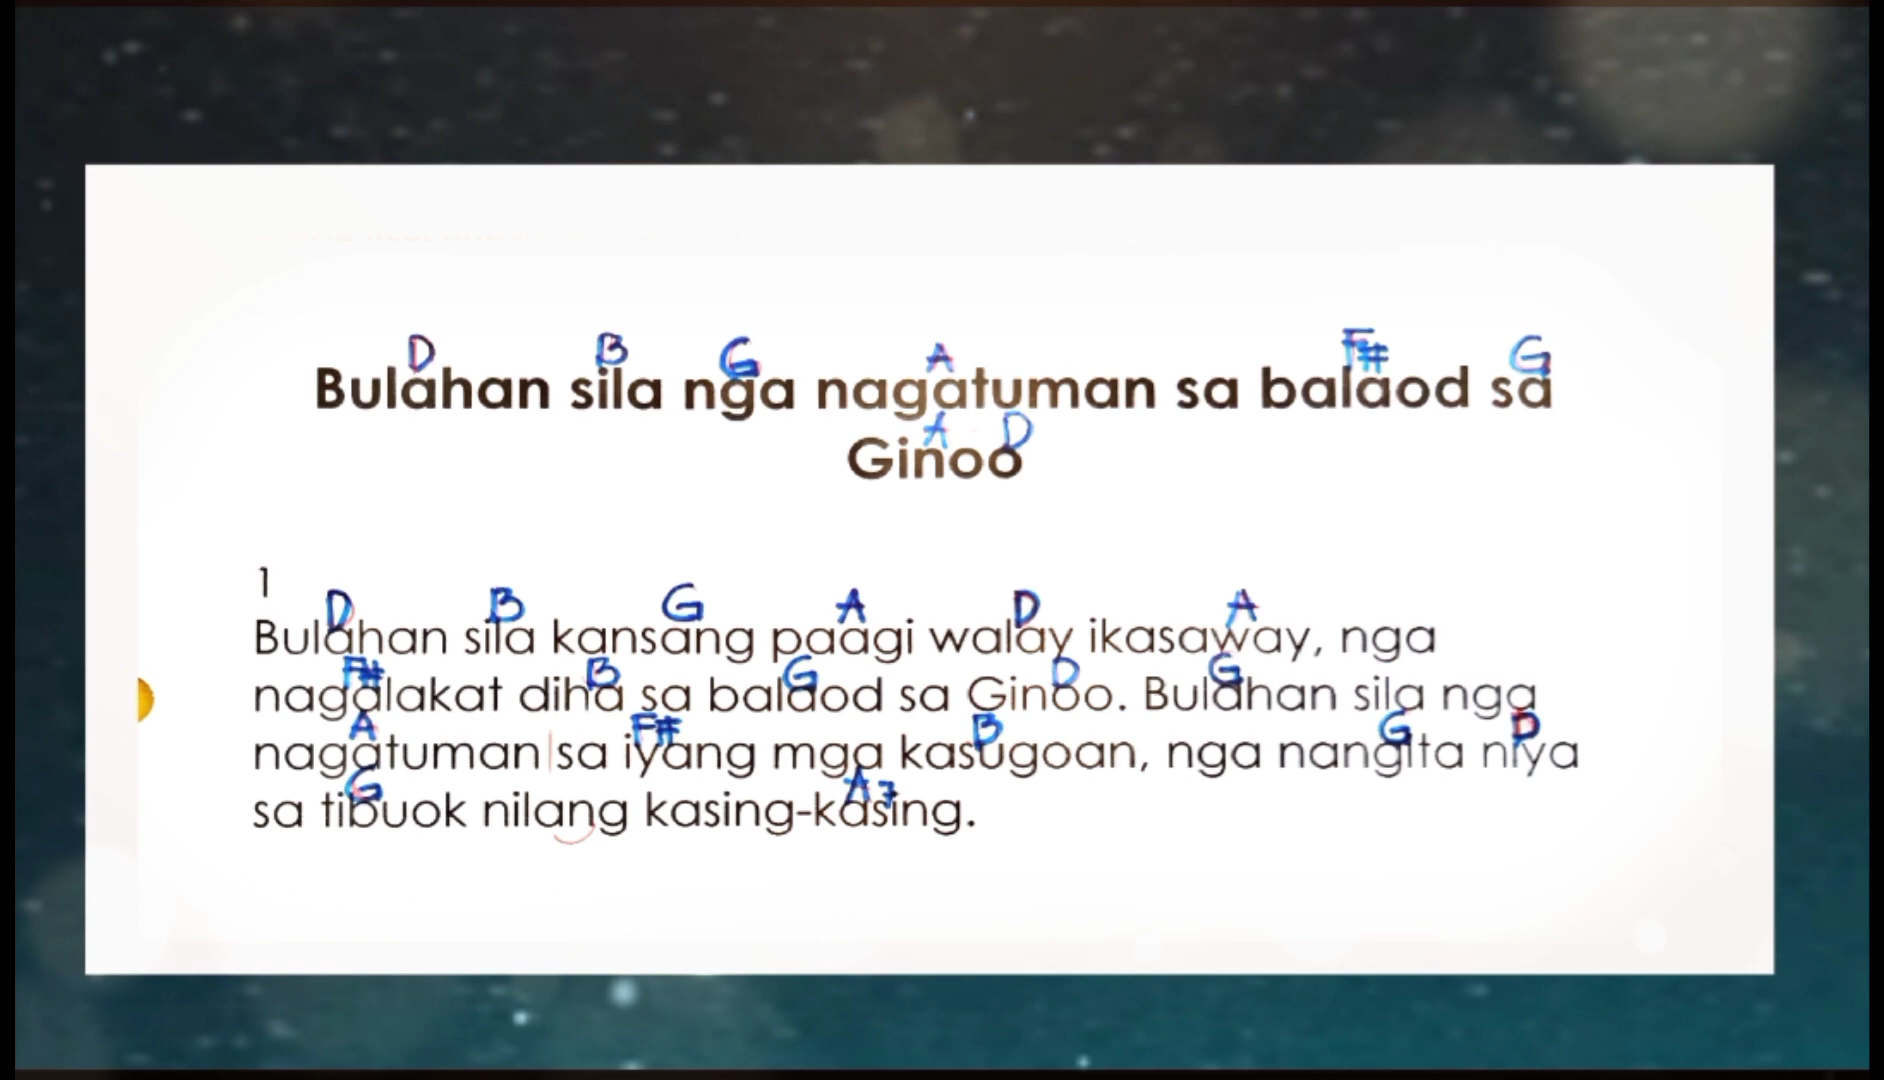 D B G A F# G
Bulahan sila nga nagatuman sa balaod sa
A D
Ginoo
1
D B G A D A
Bulahan sila kansang paagi walay ikasaway, nga
F# B G D G
nagalakat diha sa balaod sa Ginoo. Bulahan sila nga
A F# B G D
nagatuman sa iyang mga kasugoan, nga nangita niya
G A7
sa tibuok nilang kasing-kasing.